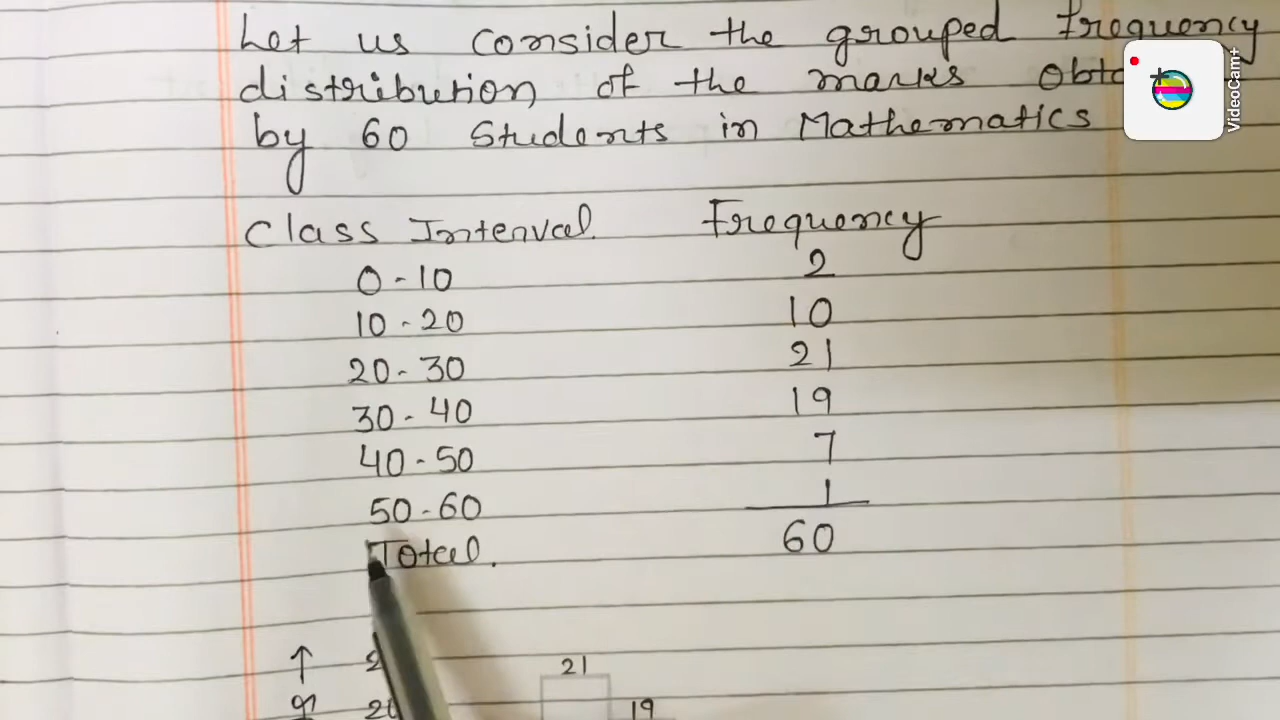 Let us consider the grouped frequency
distribution of the marks
by 60 Students in Mathematics
VideoCam+
Class Interval Frequency
0-10 2
10-20 10
20-30 21
30-40 19
40-50 7
50-60 1
Total. 60
21
20 19